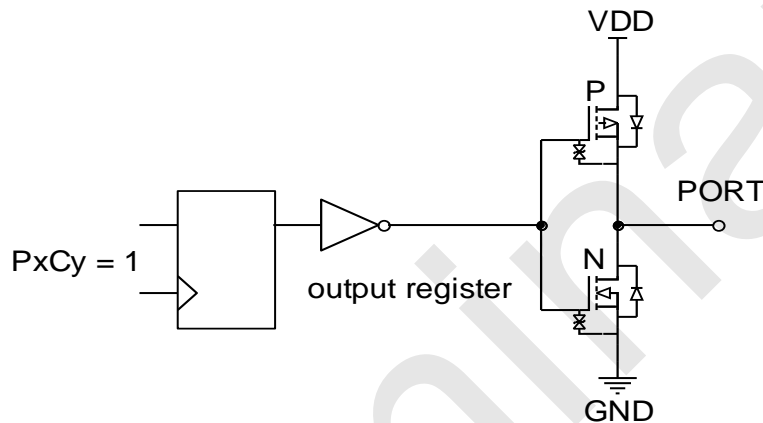 VDD
P
PORT
PxCy = 1
N
output register
GND